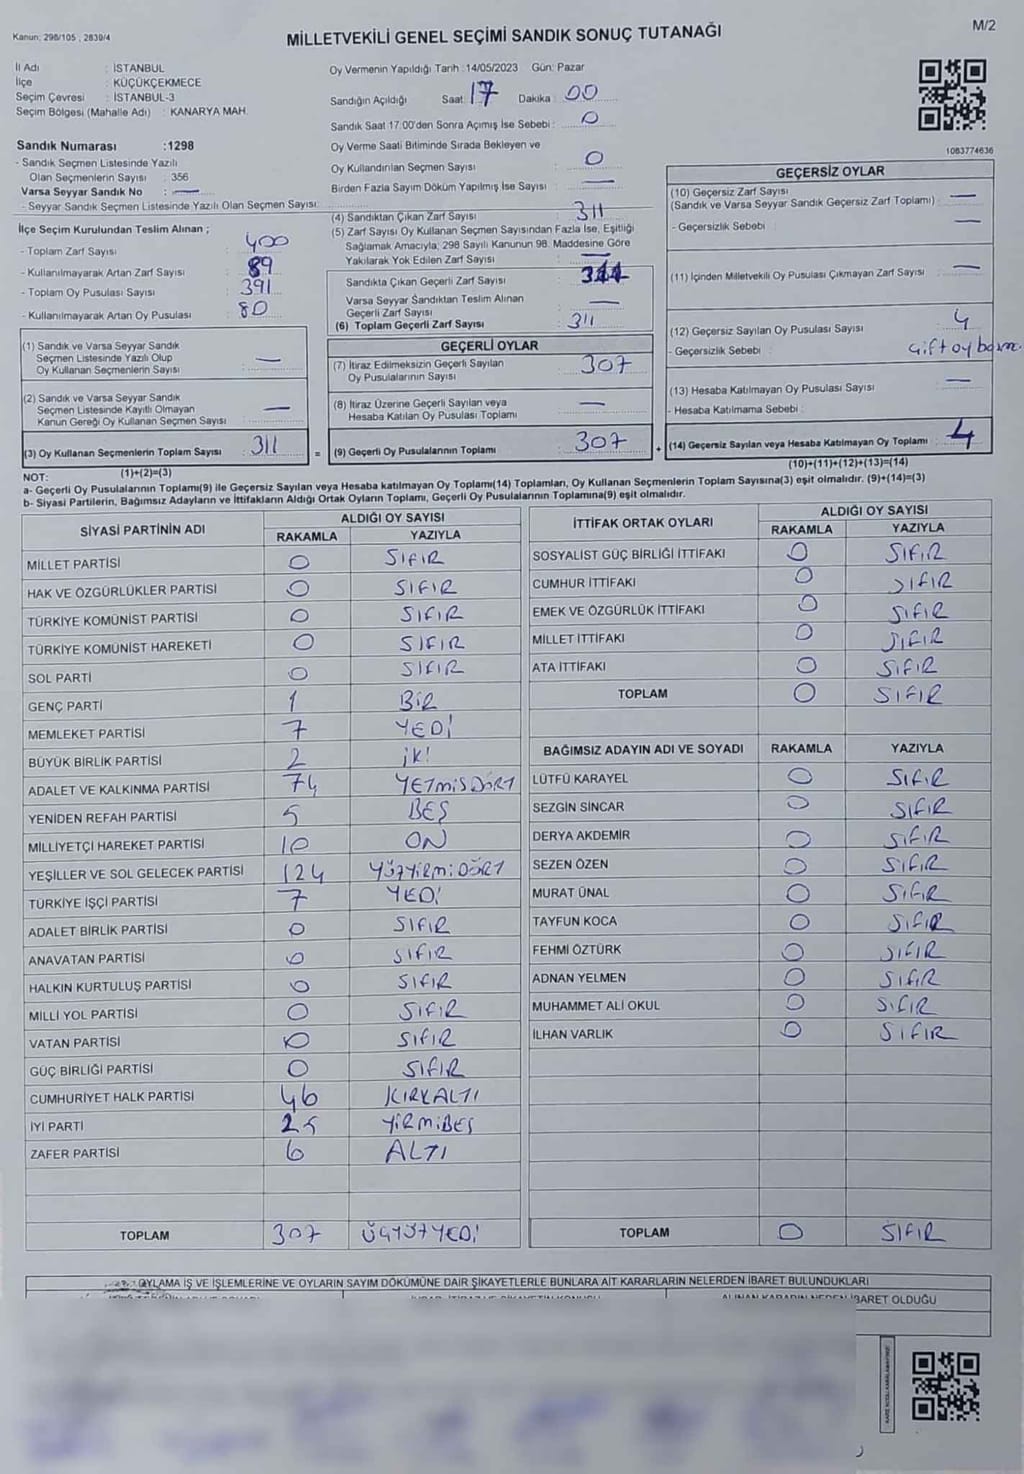 Kanun: 298/105 , 2839/4
MİLLETVEKİLİ GENEL SEÇİMİ SANDIK SONUÇ TUTANAĞI
M/2
İl Adı : İSTANBUL
İlçe : KÜÇÜKÇEKMECE
Seçim Çevresi : İSTANBUL-3
Seçim Bölgesi (Mahalle Adı) : KANARYA MAH.
Sandık Numarası :1298
- Sandık Seçmen Listesinde Yazılı
Olan Seçmenlerin Sayısı : 356
Varsa Seyyar Sandık No : —
- Seyyar Sandık Seçmen Listesinde Yazılı Olan Seçmen Sayısı:
İlçe Seçim Kurulundan Teslim Alınan ;
- Toplam Zarf Sayısı : 400
- Kullanılmayarak Artan Zarf Sayısı : 89
- Toplam Oy Pusulası Sayısı : 391
- Kullanılmayarak Artan Oy Pusulası : 80
(1) Sandık ve Varsa Seyyar Sandık
Seçmen Listesinde Yazılı Olup
Oy Kullanan Seçmenlerin Sayısı : —
(2) Sandık ve Varsa Seyyar Sandık
Seçmen Listesinde Kayıtlı Olmayan
Kanun Gereği Oy Kullanan Seçmen Sayısı : —
(3) Oy Kullanan Seçmenlerin Toplam Sayısı : 311
(1)+(2)=(3)
Oy Vermenin Yapıldığı Tarih :14/05/2023 Gün: Pazar
Sandığın Açıldığı Saat: 17 Dakika : 00
Sandık Saat 17:00'den Sonra Açımış İse Sebebi : 0
Oy Verme Saati Bitiminde Sırada Bekleyen ve
Oy Kullandırılan Seçmen Sayısı : 0
Birden Fazla Sayım Döküm Yapılmış İse Sayısı : —
(4) Sandıktan Çıkan Zarf Sayısı : 311
(5) Zarf Sayısı Oy Kullanan Seçmen Sayısından Fazla İse, Eşitliği
Sağlamak Amacıyla; 298 Sayılı Kanunun 98. Maddesine Göre
Yakılarak Yok Edilen Zarf Sayısı : —
Sandıkta Çıkan Geçerli Zarf Sayısı : 311
Varsa Seyyar Sandıktan Teslim Alınan
Geçerli Zarf Sayısı : —
(6) Toplam Geçerli Zarf Sayısı : 311
GEÇERLİ OYLAR
(7) İtiraz Edilmeksizin Geçerli Sayılan
Oy Pusulalarının Sayısı : 307
(8) İtiraz Üzerine Geçerli Sayılan veya
Hesaba Katılan Oy Pusulası Toplamı : —
= (9) Geçerli Oy Pusulalarının Toplamı : 307
1083774636
GEÇERSİZ OYLAR
(10) Geçersiz Zarf Sayısı
(Sandık ve Varsa Seyyar Sandık Geçersiz Zarf Toplamı) : —
- Geçersizlik Sebebi : —
(11) İçinden Milletvekili Oy Pusulası Çıkmayan Zarf Sayısı : —
(12) Geçersiz Sayılan Oy Pusulası Sayısı : 4
- Geçersizlik Sebebi : Çift oy basm.
(13) Hesaba Katılmayan Oy Pusulası Sayısı : —
- Hesaba Katılmama Sebebi :
+ (14) Geçersiz Sayılan veya Hesaba Katılmayan Oy Toplamı : 4
(10)+(11)+(12)+(13)=(14)
NOT:
a- Geçerli Oy Pusulalarının Toplamı(9) ile Geçersiz Sayılan veya Hesaba katılmayan Oy Toplamı(14) Toplamları, Oy Kullanan Seçmenlerin Toplam Sayısına(3) eşit olmalıdır. (9)+(14)=(3)
b- Siyasi Partilerin, Bağımsız Adayların ve İttifakların Aldığı Ortak Oyların Toplamı, Geçerli Oy Pusulalarının Toplamına(9) eşit olmalıdır.
SİYASİ PARTİNİN ADI ALDIĞI OY SAYISI
RAKAMLA YAZIYLA
MİLLET PARTİSİ 0 SIFIR
HAK VE ÖZGÜRLÜKLER PARTİSİ 0 SIFIR
TÜRKİYE KOMÜNİST PARTİSİ 0 SIFIR
TÜRKİYE KOMÜNİST HAREKETİ 0 SIFIR
SOL PARTİ 0 SIFIR
GENÇ PARTİ 1 BİR
MEMLEKET PARTİSİ 7 YEDİ
BÜYÜK BİRLİK PARTİSİ 2 İKİ
ADALET VE KALKINMA PARTİSİ 74 YETMİSDÖRT
YENİDEN REFAH PARTİSİ 5 BEŞ
MİLLİYETÇİ HAREKET PARTİSİ 10 ON
YEŞİLLER VE SOL GELECEK PARTİSİ 124 YÜZYİRMİDÖRT
TÜRKİYE İŞÇİ PARTİSİ 7 YEDİ
ADALET BİRLİK PARTİSİ 0 SIFIR
ANAVATAN PARTİSİ 0 SIFIR
HALKIN KURTULUŞ PARTİSİ 0 SIFIR
MİLLİ YOL PARTİSİ 0 SIFIR
VATAN PARTİSİ 0 SIFIR
GÜÇ BİRLİĞİ PARTİSİ 0 SIFIR
CUMHURİYET HALK PARTİSİ 46 KIRKALTI
İYİ PARTİ 25 YİRMİBEŞ
ZAFER PARTİSİ 6 ALTI
TOPLAM 307 ÜÇYÜZYEDİ
İTTİFAK ORTAK OYLARI ALDIĞI OY SAYISI
RAKAMLA YAZIYLA
SOSYALİST GÜÇ BİRLİĞİ İTTİFAKI 0 SIFIR
CUMHUR İTTİFAKI 0 SIFIR
EMEK VE ÖZGÜRLÜK İTTİFAKI 0 SIFIR
MİLLET İTTİFAKI 0 SIFIR
ATA İTTİFAKI 0 SIFIR
TOPLAM 0 SIFIR
BAĞIMSIZ ADAYIN ADI VE SOYADI RAKAMLA YAZIYLA
LÜTFÜ KARAYEL 0 SIFIR
SEZGİN SİNCAR 0 SIFIR
DERYA AKDEMİR 0 SIFIR
SEZEN ÖZEN 0 SIFIR
MURAT ÜNAL 0 SIFIR
TAYFUN KOCA 0 SIFIR
FEHMİ ÖZTÜRK 0 SIFIR
ADNAN YELMEN 0 SIFIR
MUHAMMET ALİ OKUL 0 SIFIR
İLHAN VARLIK 0 SIFIR
TOPLAM 0 SIFIR
OYLAMA İŞ VE İŞLEMLERİNE VE OYLARIN SAYIM DÖKÜMÜNE DAİR ŞİKAYETLERLE BUNLARA AİT KARARLARIN NELERDEN İBARET BULUNDUKLARI
ALINAN KARARIN NEDEN İBARET OLDUĞU